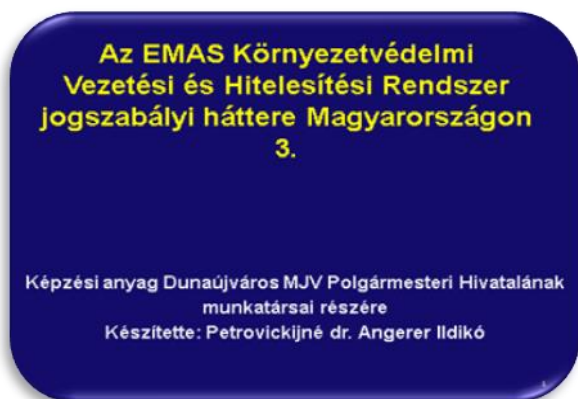 Az EMAS Környezetvédelmi
Vezetési és Hitelesítési Rendszer
jogszabályi háttere Magyarországon
3.
Képzési anyag Dunaújváros MJV Polgármesteri Hivatalának
munkatársai részére
Készítette: Petrovickijné dr. Angerer Ildikó